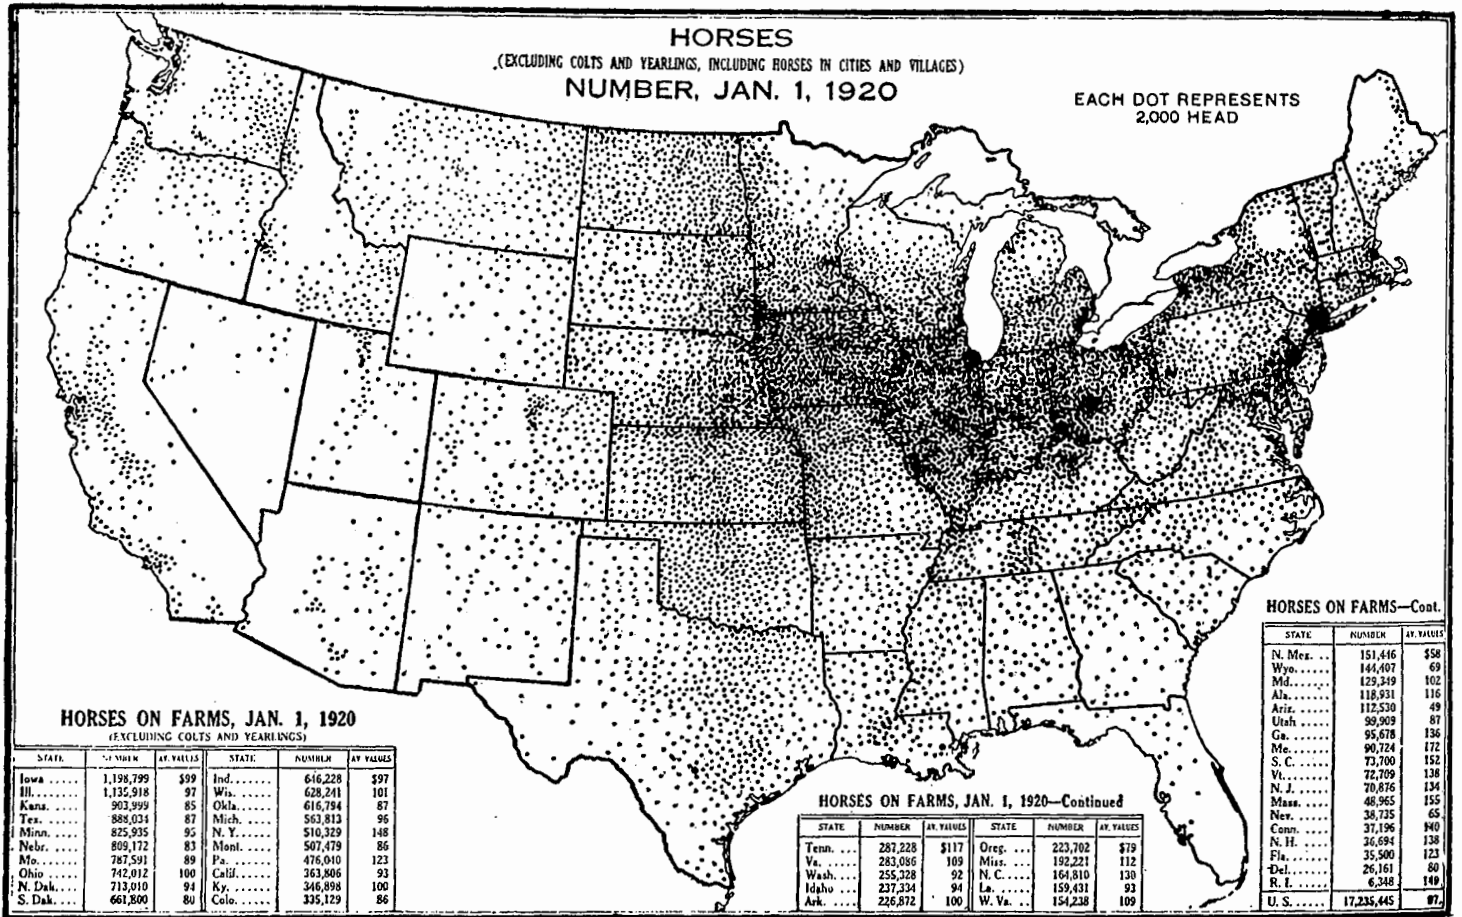 HORSES
(EXCLUDING COLTS AND YEARLINGS, INCLUDING HORSES IN CITIES AND VILLAGES)
NUMBER, JAN. 1, 1920
EACH DOT REPRESENTS
2,000 HEAD
HORSES ON FARMS, JAN. 1, 1920
(EXCLUDING COLTS AND YEARLINGS)
STATE NUMBER AV. VALUES STATE NUMBER AV. VALUES
Iowa ..... 1,198,799 $99 Ind....... 646,228 $97
Ill....... 1,135,918 97 Wis....... 628,241 101
Kans. ..... 903,999 85 Okla...... 616,794 87
Tex. ..... 888,034 87 Mich. ..... 563,813 96
Minn. .... 825,935 95 N. Y...... 510,329 148
Nebr. .... 809,172 83 Mont. ..... 507,479 86
Mo....... 787,591 89 Pa. ....... 476,040 123
Ohio ..... 742,012 100 Calif. ..... 363,806 93
N. Dak.... 713,010 94 Ky. ....... 346,898 100
S. Dak.... 661,800 80 Colo. ..... 335,129 86
HORSES ON FARMS, JAN. 1, 1920—Continued
STATE NUMBER AV. VALUES STATE NUMBER AV. VALUES
Tenn. ... 287,228 $117 Oreg. ... 223,702 $79
Va. ..... 283,086 109 Miss. ... 192,221 112
Wash. ... 255,328 92 N. C. .... 164,810 130
Idaho ... 237,334 94 La. ..... 159,431 93
Ark. .... 226,872 100 W. Va. .. 154,238 109
HORSES ON FARMS—Cont.
STATE NUMBER AV. VALUES
N. Mex. ... 151,446 $58
Wyo...... 144,407 69
Md....... 129,349 102
Ala....... 118,931 116
Ariz...... 112,530 49
Utah ..... 99,909 87
Ga....... 95,678 136
Me....... 90,724 172
S. C...... 73,700 152
Vt....... 72,709 138
N. J...... 70,876 134
Mass. .... 48,965 155
Nev. ..... 38,735 65
Conn. .... 37,196
N. H. .... 36,694 138
Fla...... 35,500 123
Del...... 26,161 80
R. I. ..... 6,348 149
U. S. ..... 17,235,445